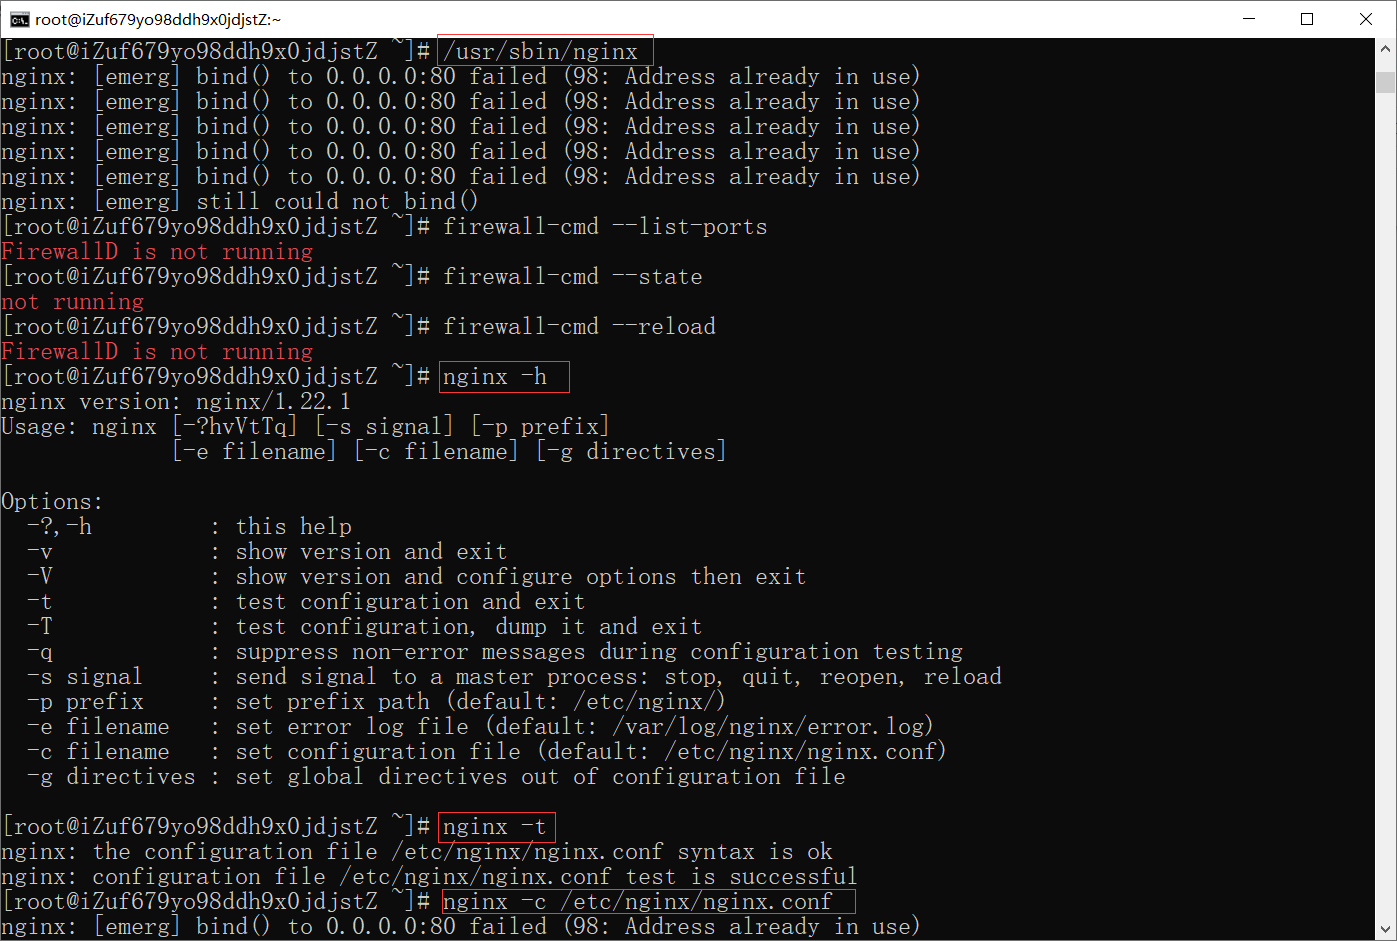 root@iZuf679yo98ddh9x0jdjstZ:~
[root@iZuf679yo98ddh9x0jdjstZ ~]# /usr/sbin/nginx
nginx: [emerg] bind() to 0.0.0.0:80 failed (98: Address already in use)
nginx: [emerg] bind() to 0.0.0.0:80 failed (98: Address already in use)
nginx: [emerg] bind() to 0.0.0.0:80 failed (98: Address already in use)
nginx: [emerg] bind() to 0.0.0.0:80 failed (98: Address already in use)
nginx: [emerg] bind() to 0.0.0.0:80 failed (98: Address already in use)
nginx: [emerg] still could not bind()
[root@iZuf679yo98ddh9x0jdjstZ ~]# firewall-cmd --list-ports
FirewallD is not running
[root@iZuf679yo98ddh9x0jdjstZ ~]# firewall-cmd --state
not running
[root@iZuf679yo98ddh9x0jdjstZ ~]# firewall-cmd --reload
FirewallD is not running
[root@iZuf679yo98ddh9x0jdjstZ ~]# nginx -h
nginx version: nginx/1.22.1
Usage: nginx [-?hvVtTq] [-s signal] [-p prefix]
             [-e filename] [-c filename] [-g directives]
Options:
  -?,-h         : this help
  -v            : show version and exit
  -V            : show version and configure options then exit
  -t            : test configuration and exit
  -T            : test configuration, dump it and exit
  -q            : suppress non-error messages during configuration testing
  -s signal     : send signal to a master process: stop, quit, reopen, reload
  -p prefix     : set prefix path (default: /etc/nginx/)
  -e filename   : set error log file (default: /var/log/nginx/error.log)
  -c filename   : set configuration file (default: /etc/nginx/nginx.conf)
  -g directives : set global directives out of configuration file
[root@iZuf679yo98ddh9x0jdjstZ ~]# nginx -t
nginx: the configuration file /etc/nginx/nginx.conf syntax is ok
nginx: configuration file /etc/nginx/nginx.conf test is successful
[root@iZuf679yo98ddh9x0jdjstZ ~]# nginx -c /etc/nginx/nginx.conf
nginx: [emerg] bind() to 0.0.0.0:80 failed (98: Address already in use)